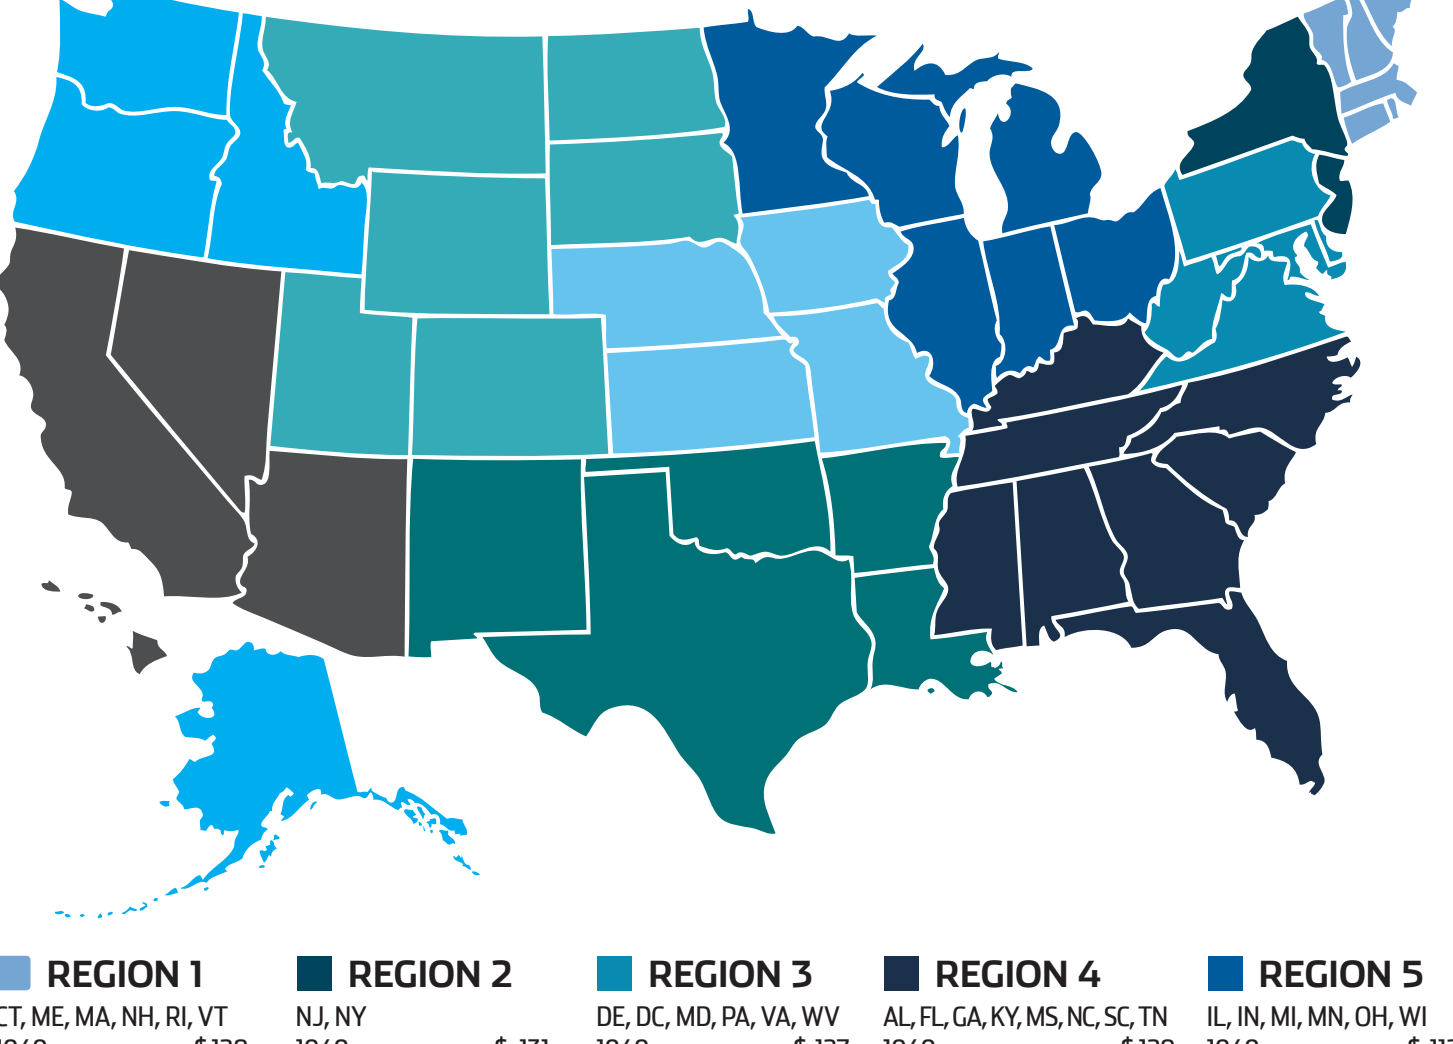 REGION 1
CT, ME, MA, NH, RI, VT
REGION 2
NJ, NY
REGION 3
DE, DC, MD, PA, VA, WV
REGION 4
AL, FL, GA, KY, MS, NC, SC, TN
REGION 5
IL, IN, MI, MN, OH, WI